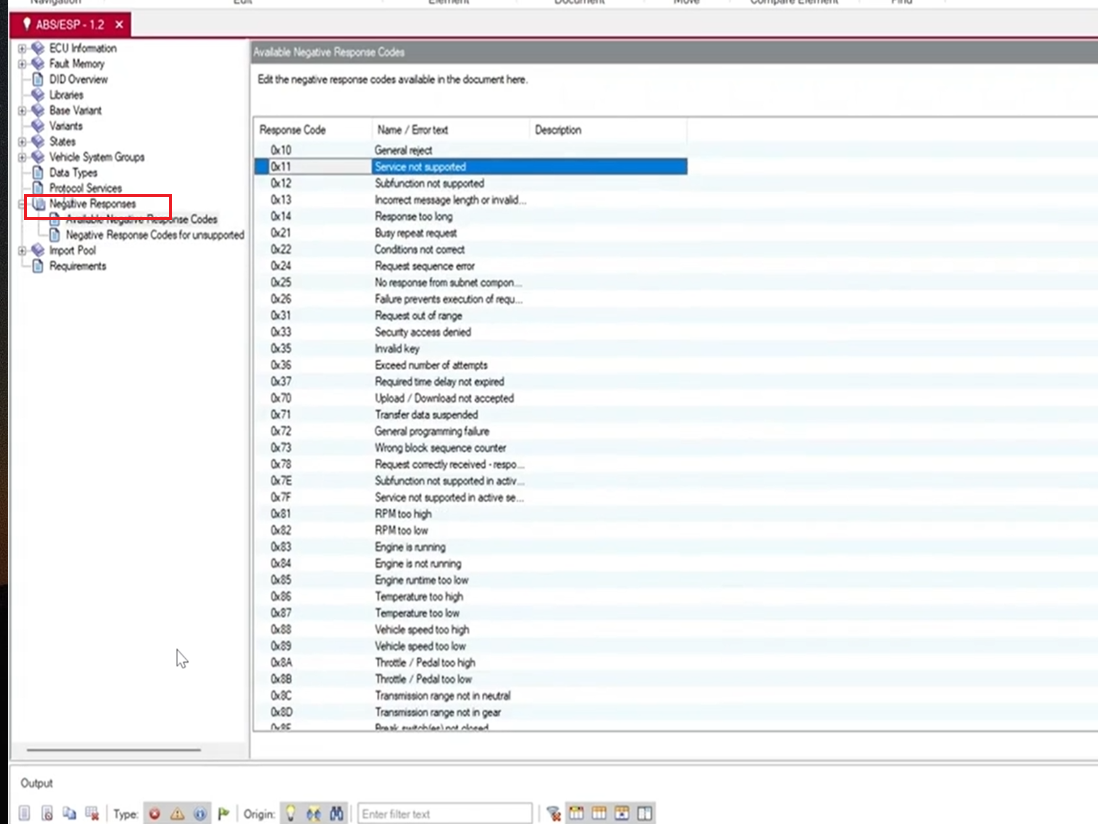 Navigation Edit Element Document Move Compare Element Find
ABS/ESP - 1.2 ×
ECU Information
Fault Memory
DID Overview
Libraries
Base Variant
Variants
States
Vehicle System Groups
Data Types
Protocol Services
Negative Responses
Available Negative Response Codes
Negative Response Codes for unsupported
Import Pool
Requirements
Available Negative Response Codes
Edit the negative response codes available in the document here.
Response Code Name / Error text Description
0x10 General reject
0x11 Service not supported
0x12 Subfunction not supported
0x13 Incorrect message length or invalid...
0x14 Response too long
0x21 Busy repeat request
0x22 Conditions not correct
0x24 Request sequence error
0x25 No response from subnet compon...
0x26 Failure prevents execution of requ...
0x31 Request out of range
0x33 Security access denied
0x35 Invalid key
0x36 Exceed number of attempts
0x37 Required time delay not expired
0x70 Upload / Download not accepted
0x71 Transfer data suspended
0x72 General programming failure
0x73 Wrong block sequence counter
0x78 Request correctly received - respo...
0x7E Subfunction not supported in activ...
0x7F Service not supported in active se...
0x81 RPM too high
0x82 RPM too low
0x83 Engine is running
0x84 Engine is not running
0x85 Engine runtime too low
0x86 Temperature too high
0x87 Temperature too low
0x88 Vehicle speed too high
0x89 Vehicle speed too low
0x8A Throttle / Pedal too high
0x8B Throttle / Pedal too low
0x8C Transmission range not in neutral
0x8D Transmission range not in gear
0x8F Break switch(es) not closed
Output
Type: Origin: Enter filter text